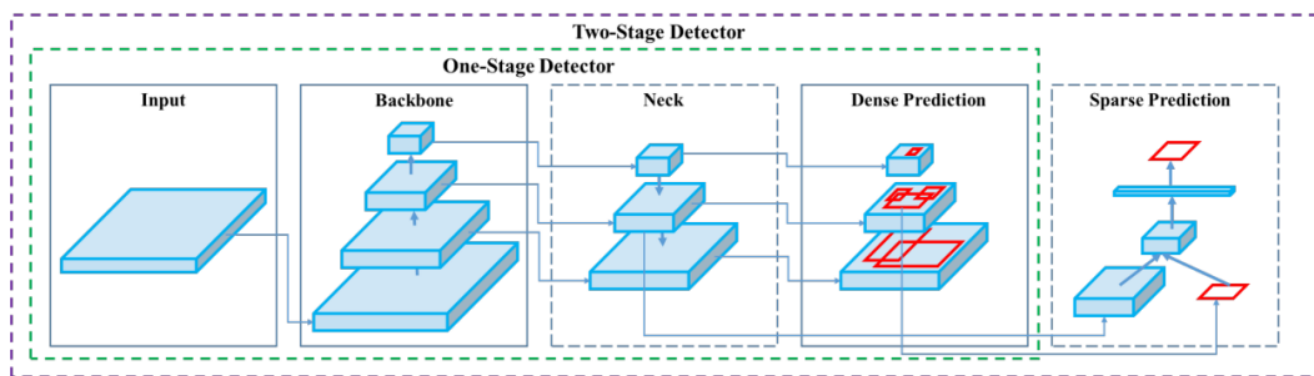 Two-Stage Detector
One-Stage Detector
Input
Backbone
Neck
Dense Prediction
Sparse Prediction